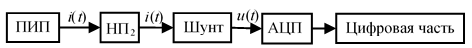 ПИП i(t) НП₂ i(t) Шунт u(t) АЦП Цифровая часть